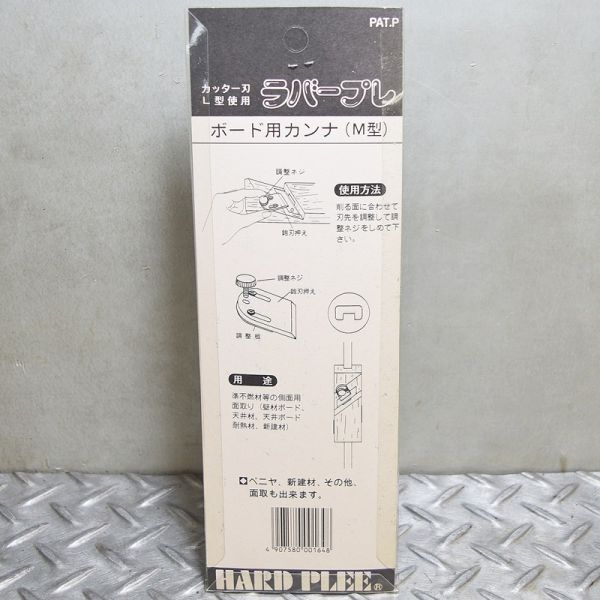 PAT.P
カッター刃
L型使用
ラバープレ
ボード用カンナ(M型)
調整ネジ
鉋刃押え
使用方法
削る面に合わせて
刃先を調整して調
整ネジをしめて下
さい。
調整ネジ
鉋刃押え
調整板
用途
準不燃材等の側面用
面取り(壁材ボード、
天井材、天井ボード
耐熱材、新建材)
ベニヤ、新建材、その他、
面取も出来ます。
4 907580 001648
HARD PLEE®